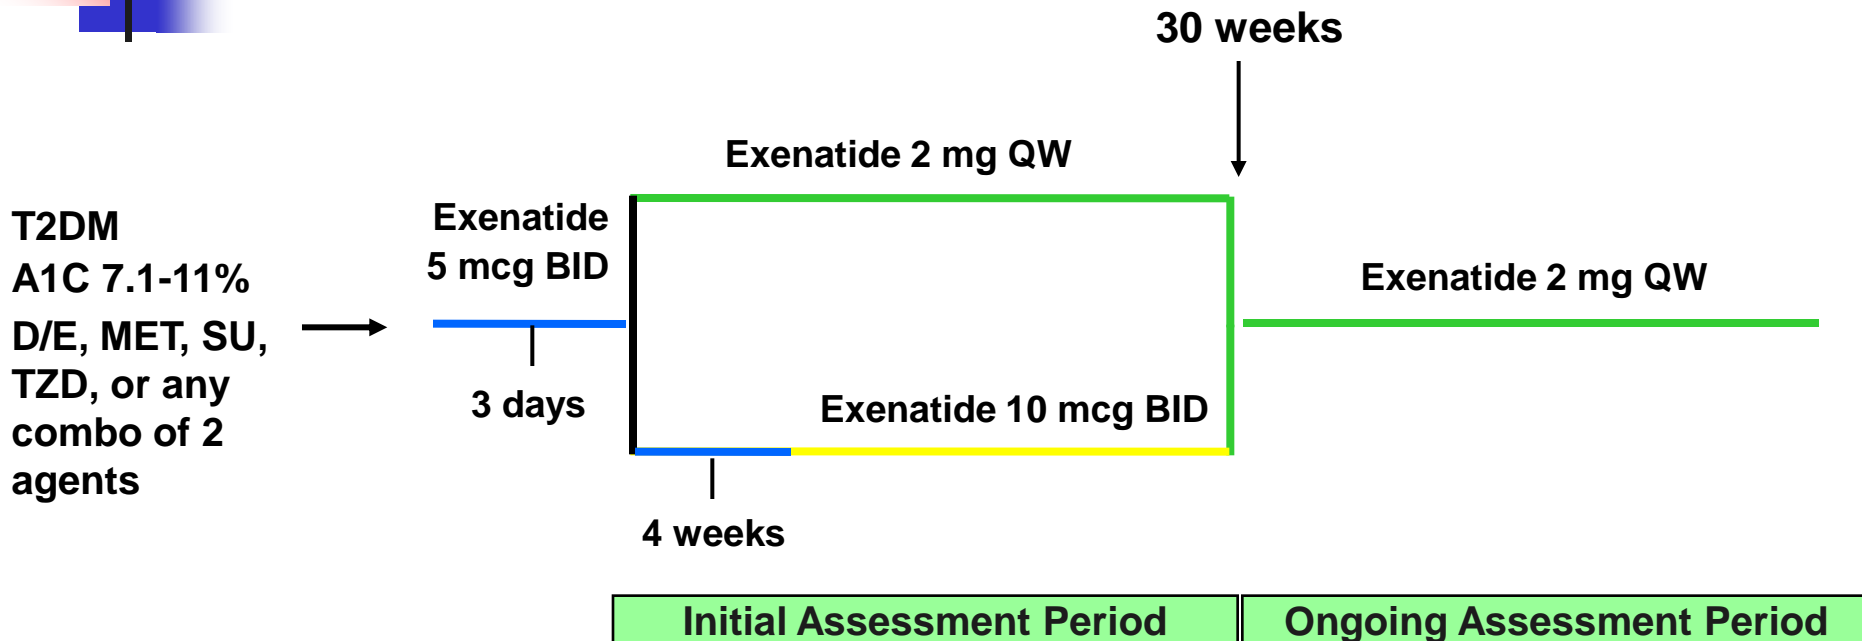 30 weeks
Exenatide 2 mg QW
T2DM
A1C 7.1-11%
D/E, MET, SU,
TZD, or any
combo of 2
agents
Exenatide
5 mcg BID
3 days
Exenatide 10 mcg BID
4 weeks
Exenatide 2 mg QW
Initial Assessment Period
Ongoing Assessment Period